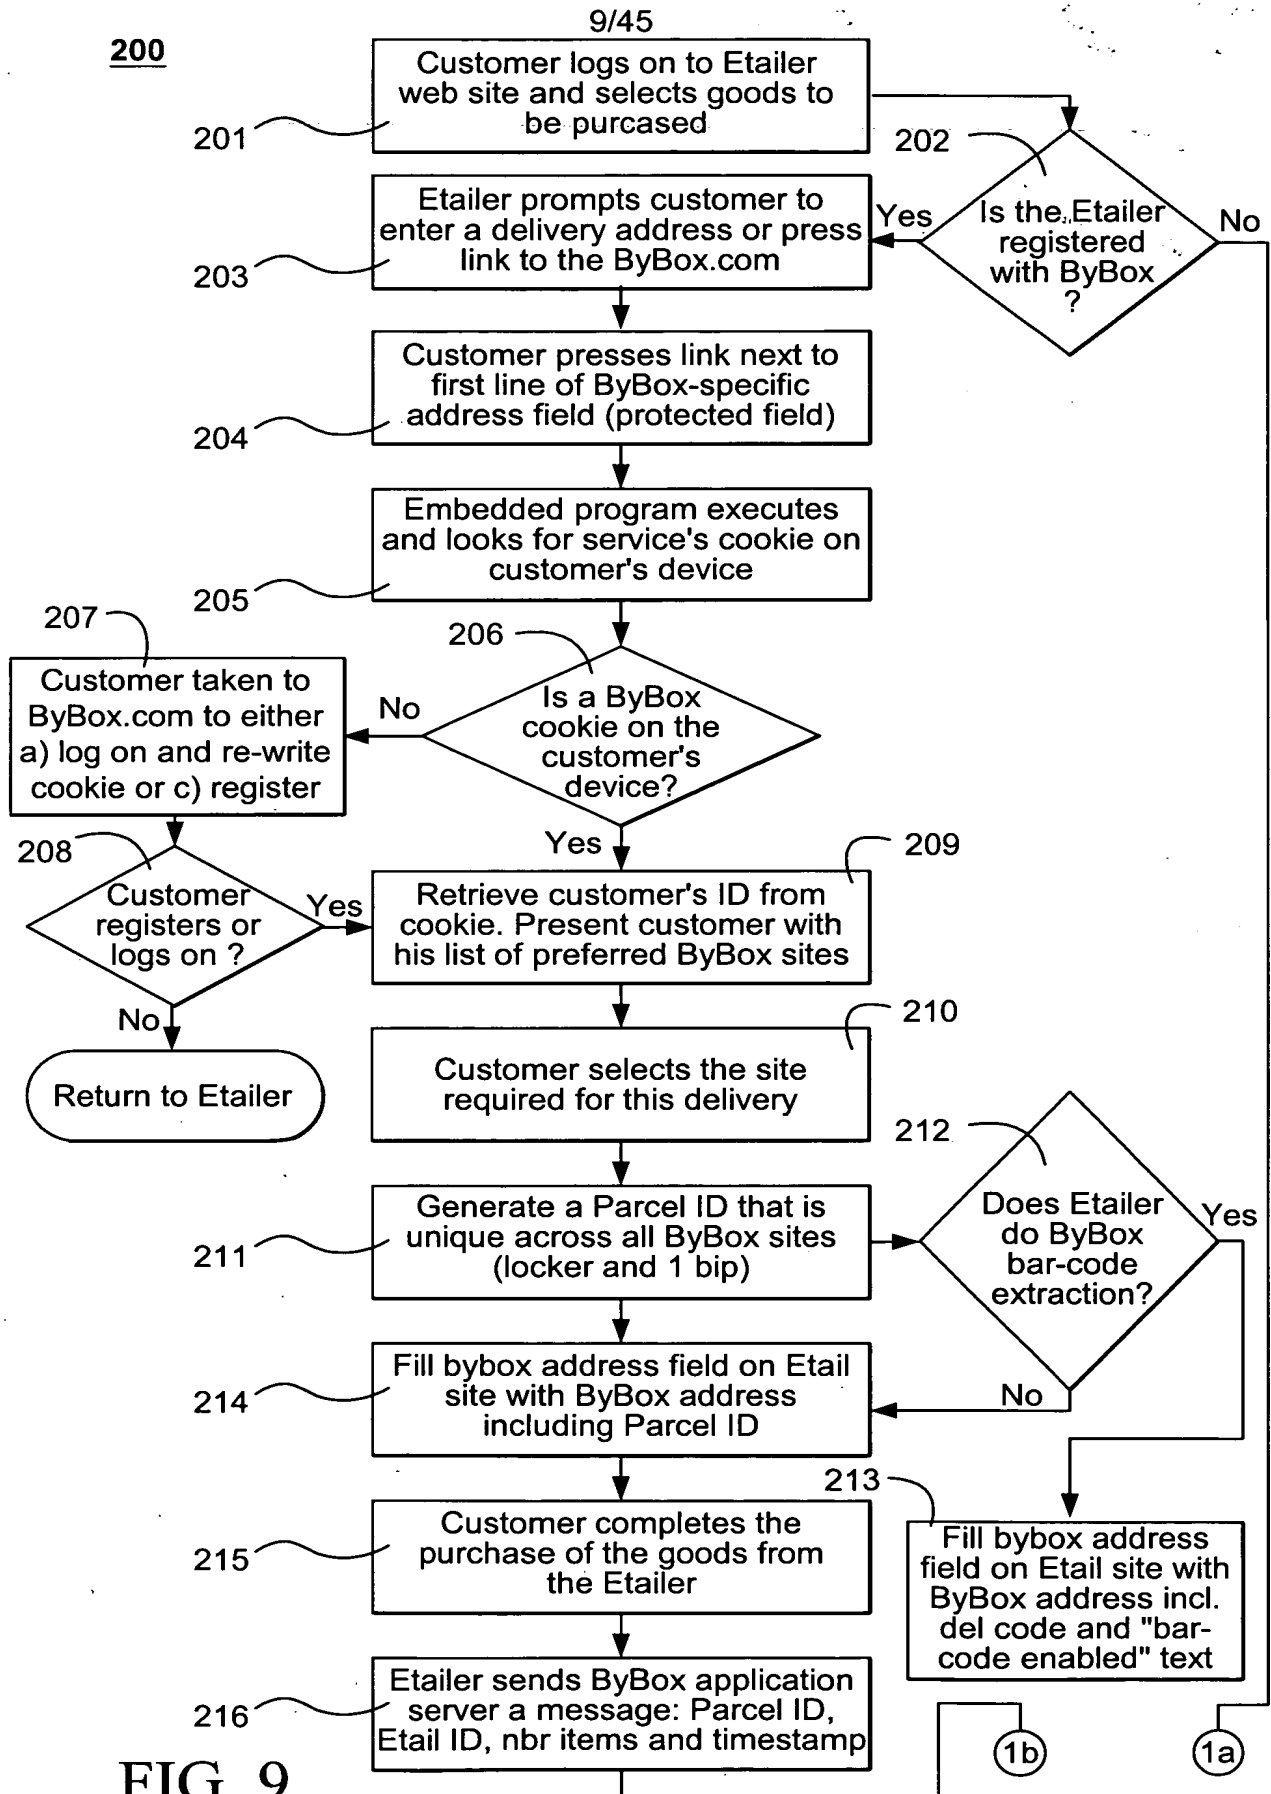 9/45
200
Customer logs on to Etailer
web site and selects goods to
be purcased
201
202
Is the Etailer
registered
with ByBox
?
Yes
No
Etailer prompts customer to
enter a delivery address or press
link to the ByBox.com
203
Customer presses link next to
first line of ByBox-specific
address field (protected field)
204
Embedded program executes
and looks for service's cookie on
customer's device
205
206
Is a ByBox
cookie on the
customer's
device?
No
Yes
207
Customer taken to
ByBox.com to either
a) log on and re-write
cookie or c) register
208
Customer
registers or
logs on ?
Yes
No
Return to Etailer
209
Retrieve customer's ID from
cookie. Present customer with
his list of preferred ByBox sites
210
Customer selects the site
required for this delivery
211
Generate a Parcel ID that is
unique across all ByBox sites
(locker and 1 bip)
212
Does Etailer
do ByBox
bar-code
extraction?
Yes
No
214
Fill bybox address field on Etail
site with ByBox address
including Parcel ID
213
Fill bybox address
field on Etail site with
ByBox address incl.
del code and "bar-
code enabled" text
215
Customer completes the
purchase of the goods from
the Etailer
216
Etailer sends ByBox application
server a message: Parcel ID,
Etail ID, nbr items and timestamp
1b
1a
FIG. 9